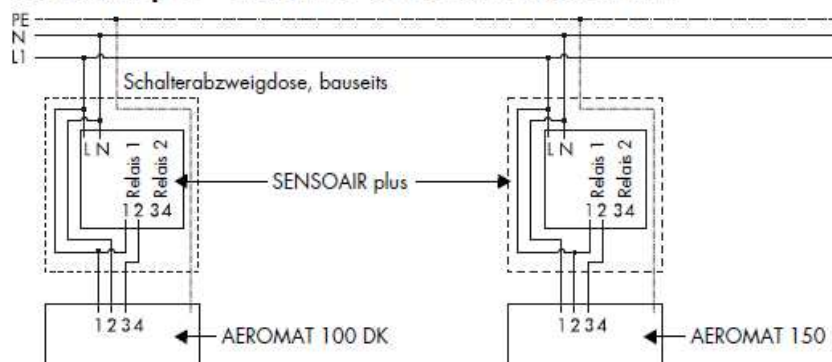 PE
N
L1
Schalterabzweigdose, bauseits
L N
Relais 1
Relais 2
1 2 3 4
SENSOAIR plus
L N
Relais 1
Relais 2
1 2 3 4
1 2 3 4
AEROMAT 100 DK
1 2 3 4
AEROMAT 150